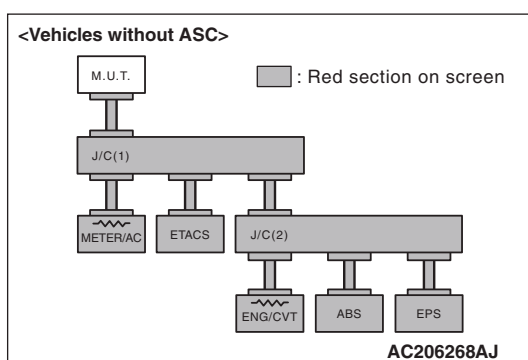 <Vehicles without ASC>
M.U.T.
: Red section on screen
J/C(1)
METER/AC
ETACS
J/C(2)
ENG/CVT
ABS
EPS
AC206268AJ